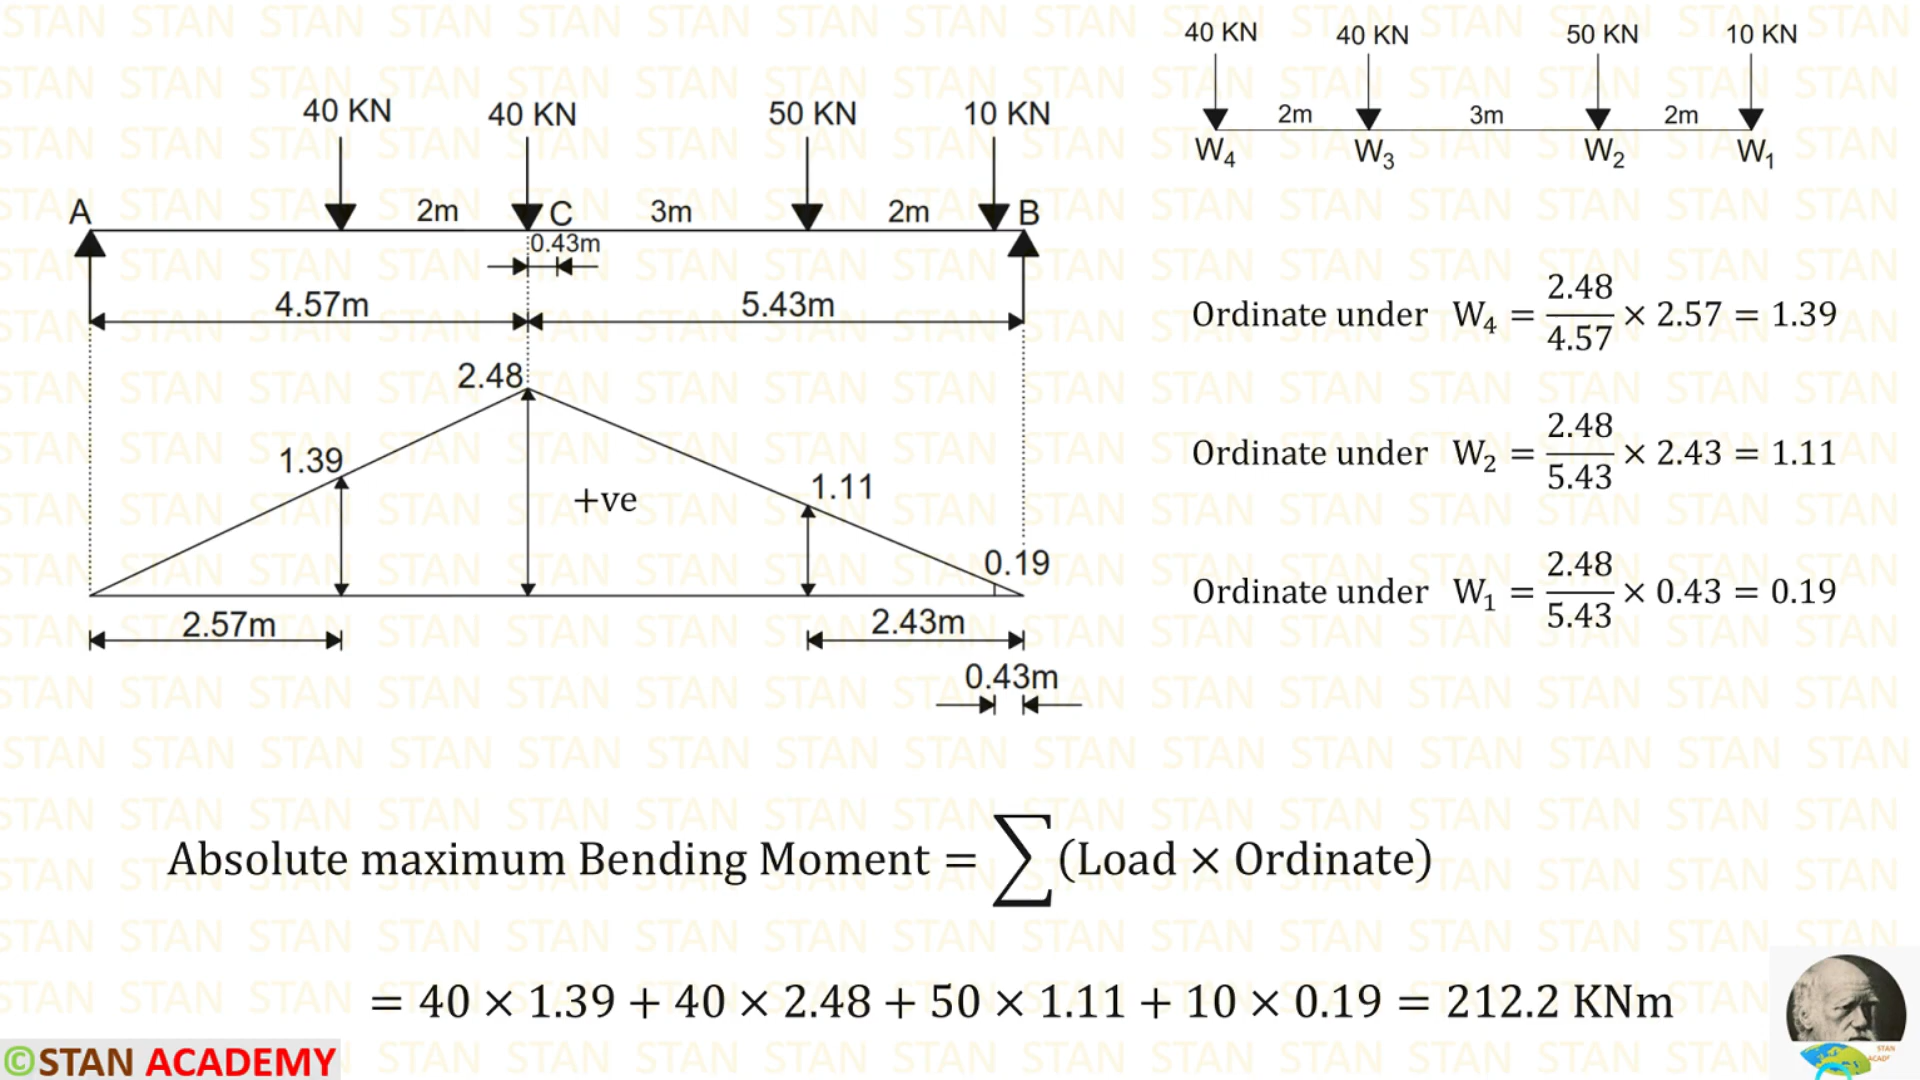 40 KN 40 KN 50 KN 10 KN
2m 3m 2m
W₄ W₃ W₂ W₁
40 KN 40 KN 50 KN 10 KN
A 2m C 3m 2m B
0.43m
4.57m 5.43m
2.48
1.39
+ve
1.11
0.19
2.57m 2.43m
0.43m
Ordinate under W₄ = 2.48/4.57 × 2.57 = 1.39
Ordinate under W₂ = 2.48/5.43 × 2.43 = 1.11
Ordinate under W₁ = 2.48/5.43 × 0.43 = 0.19
Absolute maximum Bending Moment = ∑(Load × Ordinate)
= 40 × 1.39 + 40 × 2.48 + 50 × 1.11 + 10 × 0.19 = 212.2 KNm
©STAN ACADEMY
STAN